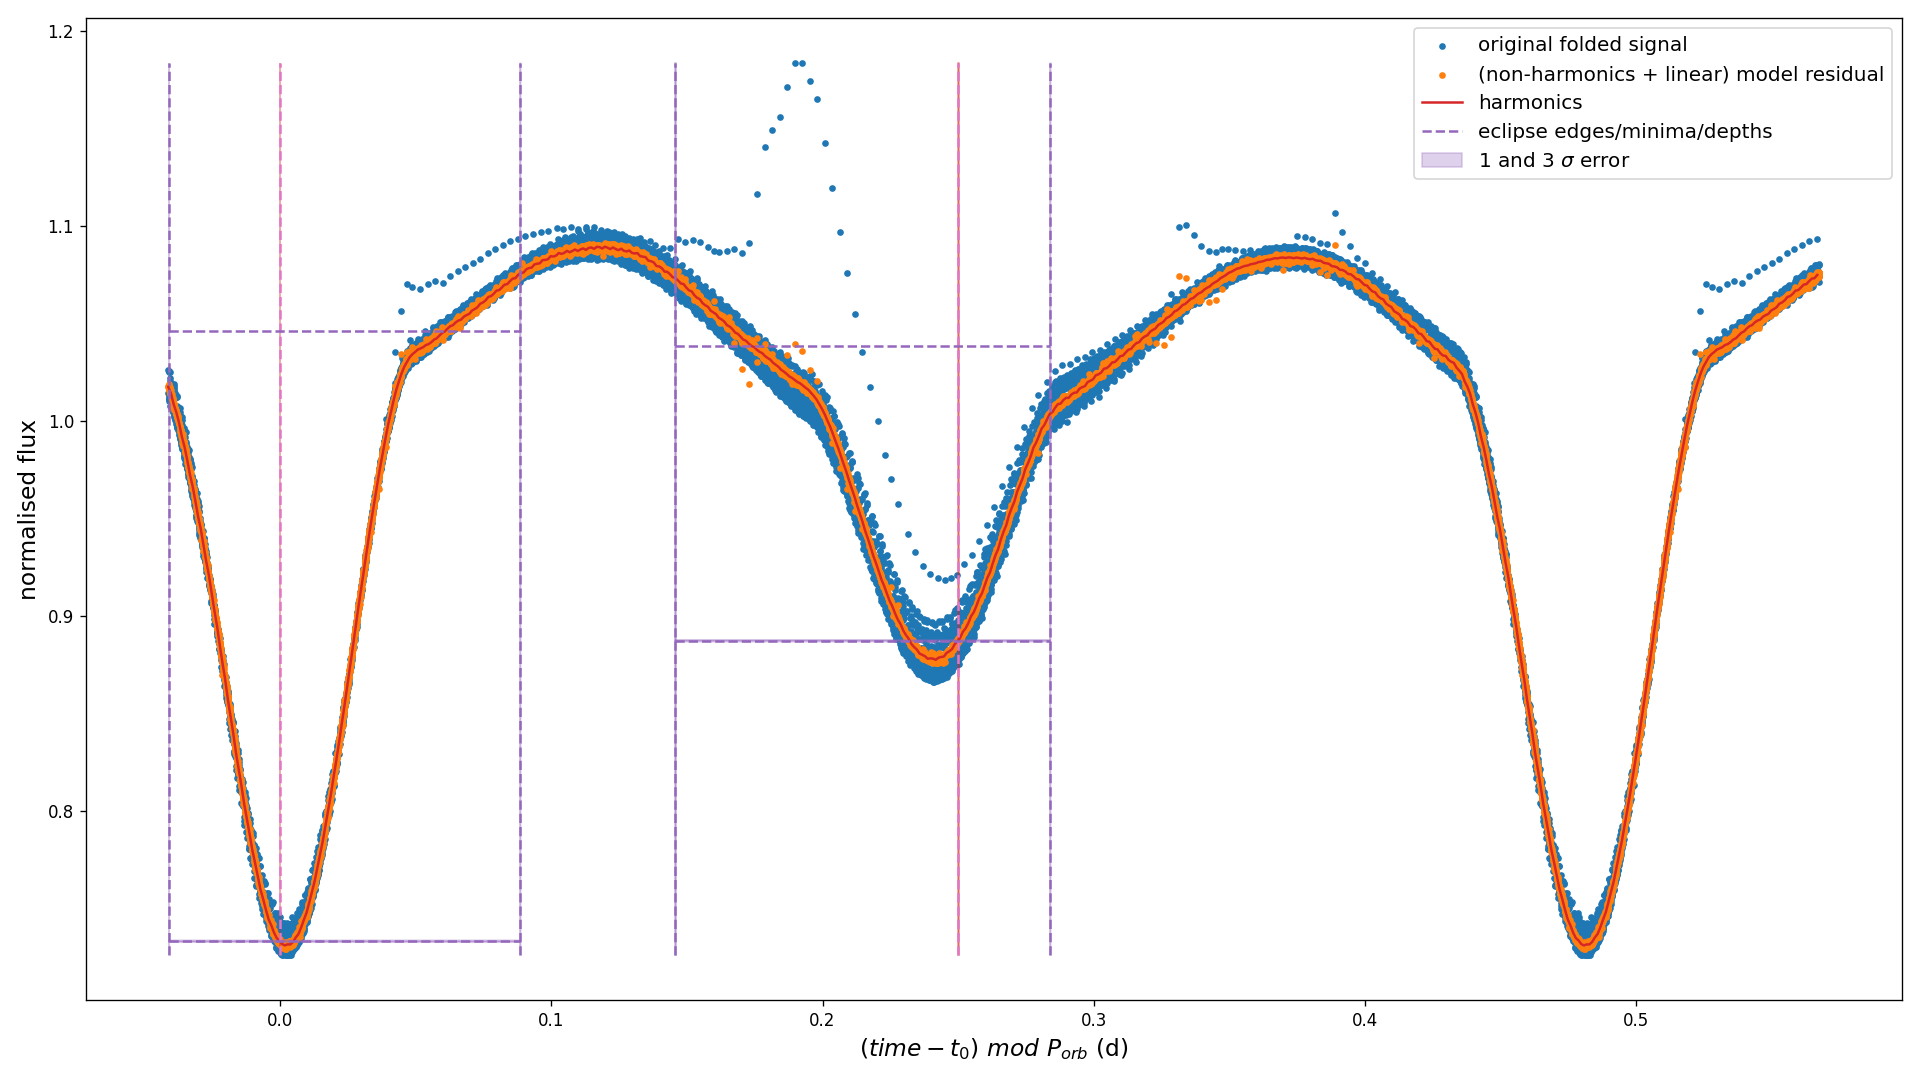 1.2
1.1
1.0
0.9
0.8
normalised flux
original folded signal
(non-harmonics + linear) model residual
harmonics
eclipse edges/minima/depths
1 and 3 σ error
0.0 0.1 0.2 0.3 0.4 0.5
(time − t₀) mod Pₒᵣb (d)